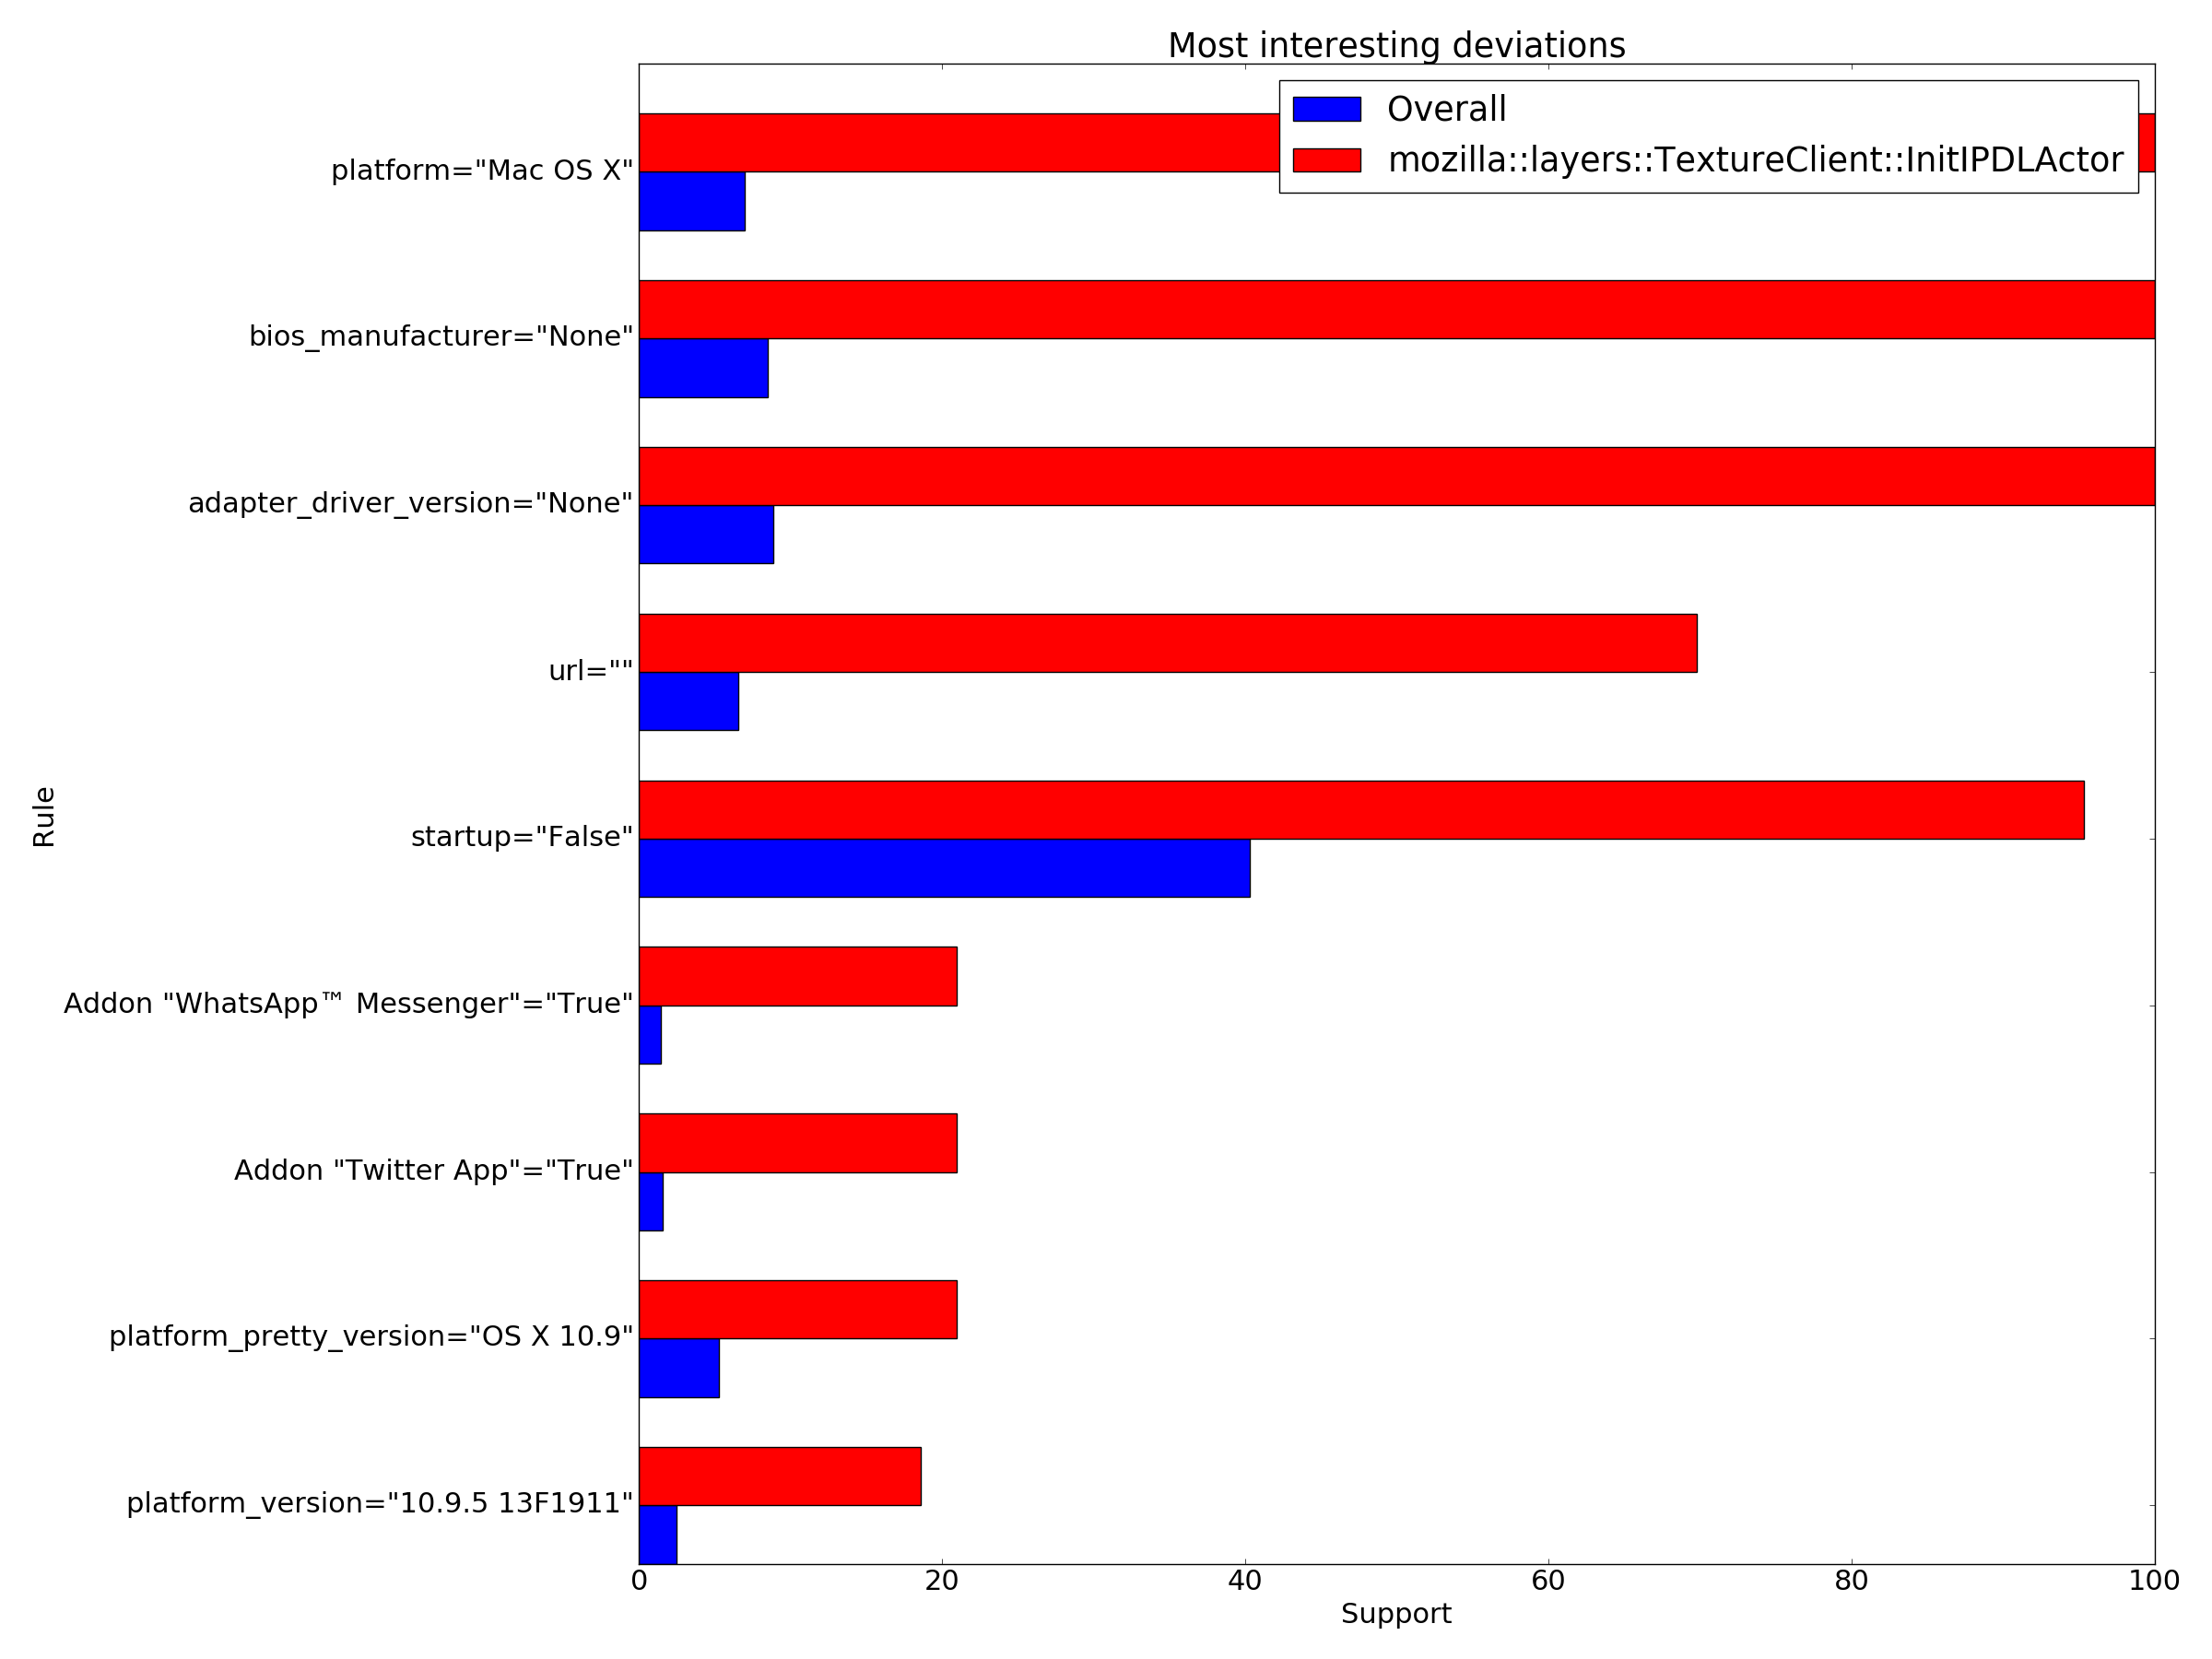 Most interesting deviations
Overall
mozilla::layers::TextureClient::InitIPDLActor
platform="Mac OS X"
bios_manufacturer="None"
adapter_driver_version="None"
url=""
startup="False"
Addon "WhatsApp™ Messenger"="True"
Addon "Twitter App"="True"
platform_pretty_version="OS X 10.9"
platform_version="10.9.5 13F1911"
Rule
0 20 40 60 80 100
Support